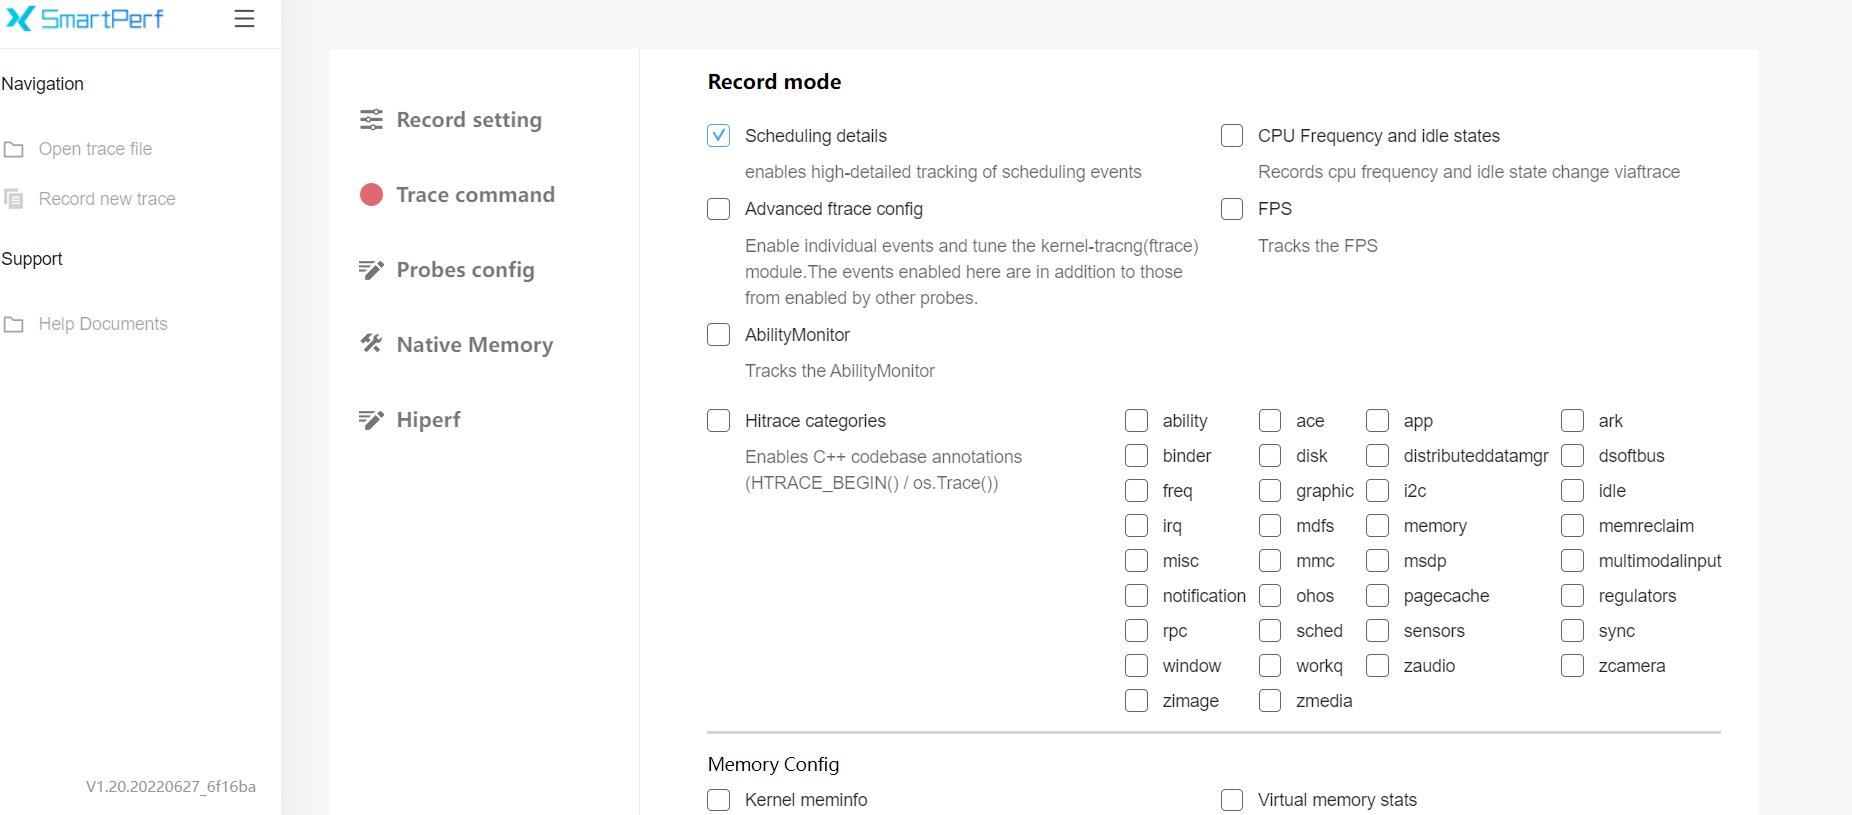 SmartPerf
Navigation
Open trace file
Record new trace
Support
Help Documents
V1.20.20220627_6f16ba
Record setting
Trace command
Probes config
Native Memory
Hiperf
Record mode
Scheduling details
enables high-detailed tracking of scheduling events
CPU Frequency and idle states
Records cpu frequency and idle state change viaftrace
Advanced ftrace config
Enable individual events and tune the kernel-tracng(ftrace)
module.The events enabled here are in addition to those
from enabled by other probes.
FPS
Tracks the FPS
AbilityMonitor
Tracks the AbilityMonitor
Hitrace categories
Enables C++ codebase annotations
(HTRACE_BEGIN() / os.Trace())
ability ace app ark
binder disk distributeddatamgr dsoftbus
freq graphic i2c idle
irq mdfs memory memreclaim
misc mmc msdp multimodalinput
notification ohos pagecache regulators
rpc sched sensors sync
window workq zaudio zcamera
zimage zmedia
Memory Config
Kernel meminfo
Virtual memory stats